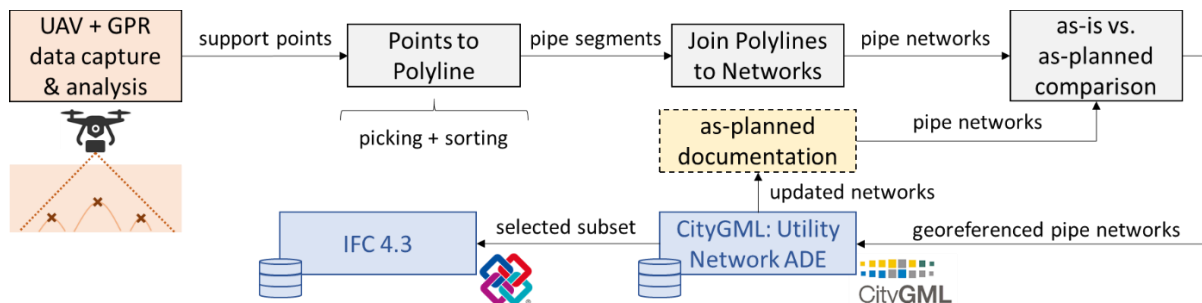 UAV + GPR
data capture
& analysis
support points
Points to
Polyline
pipe segments
Join Polylines
to Networks
pipe networks
as-is vs.
as-planned
comparison
picking + sorting
as-planned
documentation
pipe networks
updated networks
IFC 4.3
selected subset
CityGML: Utility
Network ADE
georeferenced pipe networks
CityGML